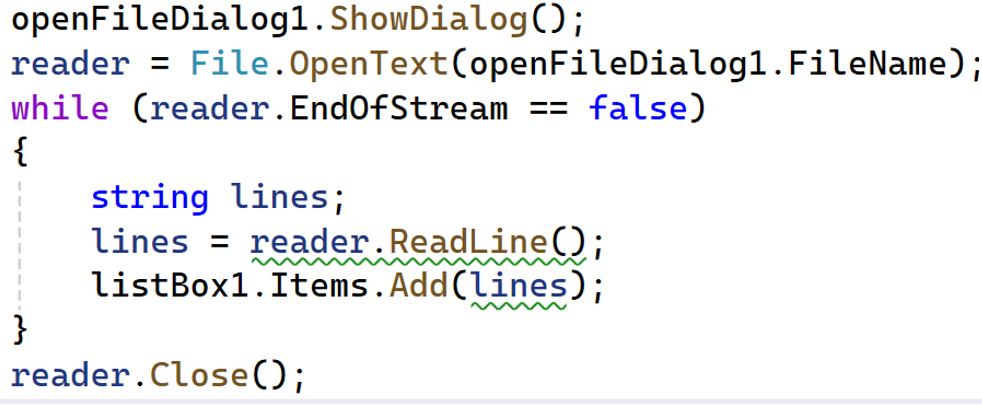 openFileDialog1.ShowDialog();
reader = File.OpenText(openFileDialog1.FileName);
while (reader.EndOfStream == false)
{
    string lines;
    lines = reader.ReadLine();
    listBox1.Items.Add(lines);
}
reader.Close();